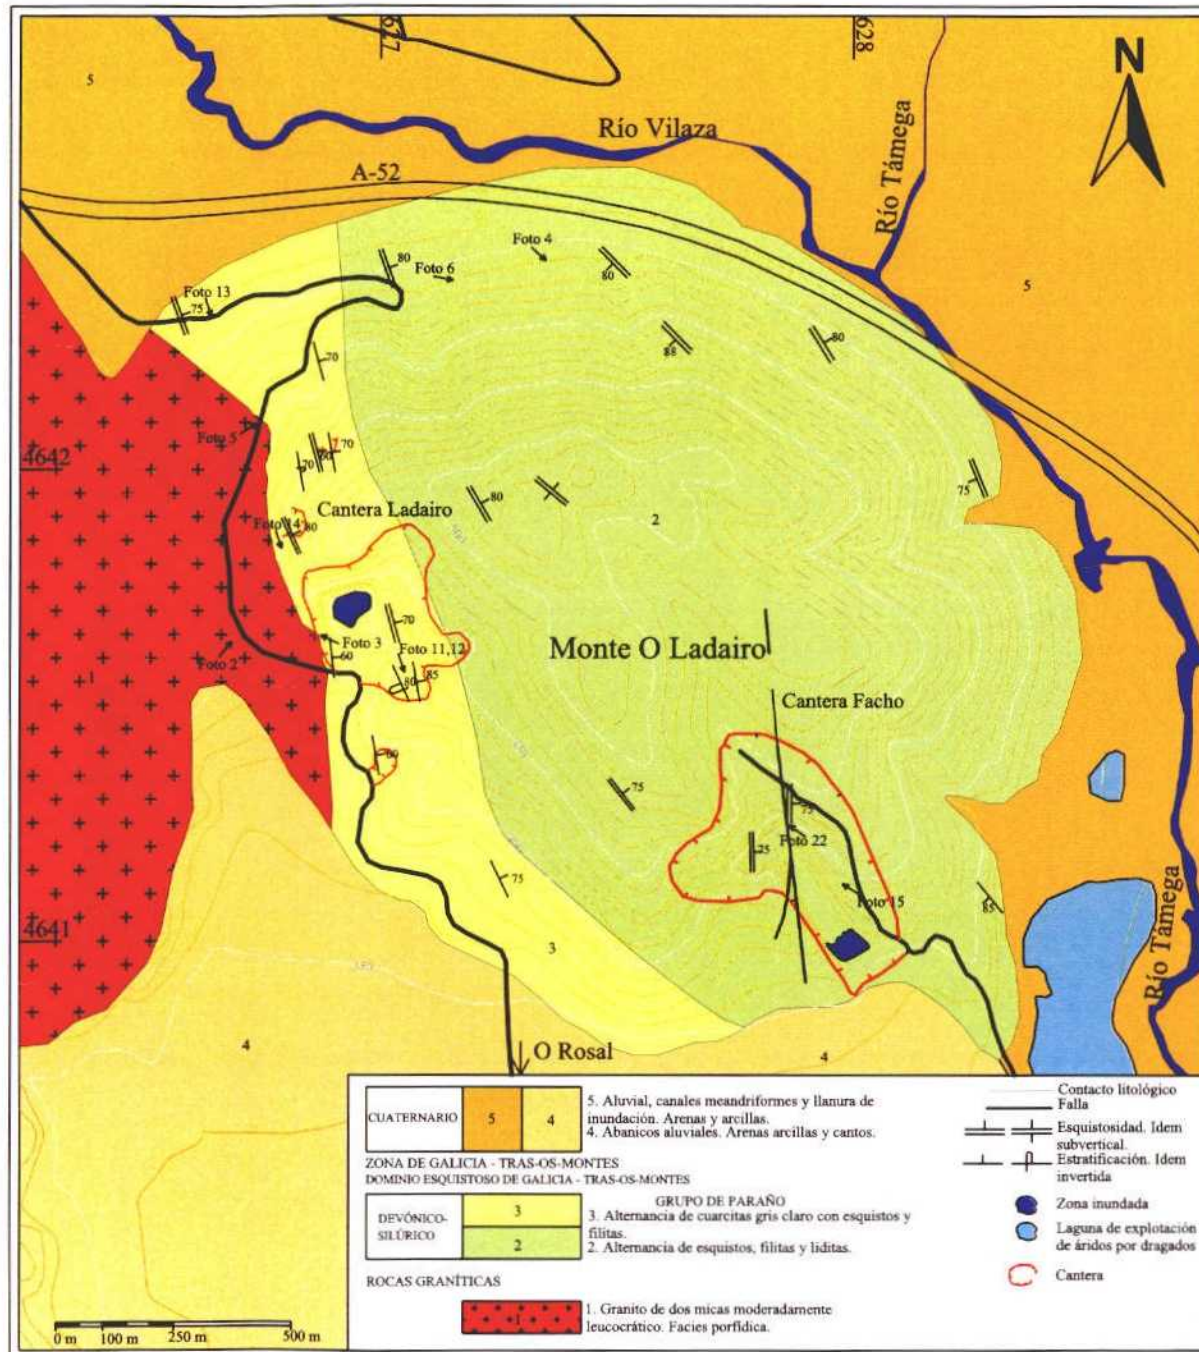 627
628
N
5
Río Vilaza
Río Támega
A-52
Foto 4
80
Foto 6
80
5
Foto 13
75
88
80
70
Foto 5
4642
70
80
70
75
80
2
Cantera Ladairo
Foto 14
80
70
Foto 3
Foto 11,12
Monte O Ladairo
Foto 2
60
1
80
85
Cantera Facho
60
75
75
Foto 22
75
75
Foto 15
85
4641
3
Río Támega
4
O Rosal
4
CUATERNARIO
5
4
5. Aluvial, canales meandriformes y llanura de
inundación. Arenas y arcillas.
4. Abanicos aluviales. Arenas arcillas y cantos.
ZONA DE GALICIA - TRAS-OS-MONTES
DOMINIO ESQUISTOSO DE GALICIA - TRAS-OS-MONTES
DEVÓNICO-
SILÚRICO
3
2
GRUPO DE PARAÑO
3. Alternancia de cuarcitas gris claro con esquistos y
filitas.
2. Alternancia de esquistos, filitas y liditas.
ROCAS GRANÍTICAS
1
1. Granito de dos micas moderadamente
leucocrático. Facies porfídica.
Contacto litológico
Falla
Esquistosidad. Idem
subvertical.
Estratificación. Idem
invertida
Zona inundada
Laguna de explotación
de áridos por dragados
Cantera
0 m
100 m
250 m
500 m